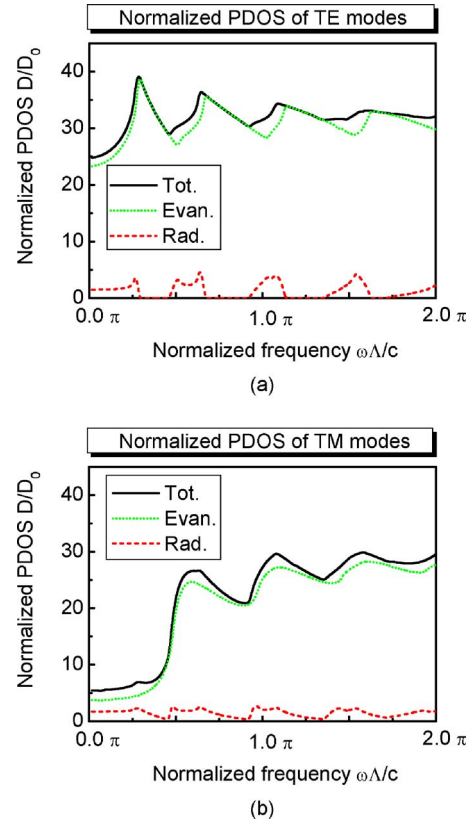 Normalized PDOS of TE modes
Normalized PDOS D/D₀
40
30
20
10
0
Tot.
Evan.
Rad.
0.0 π
1.0 π
2.0 π
Normalized frequency ωΛ/c
(a)
Normalized PDOS of TM modes
Normalized PDOS D/D₀
40
30
20
10
0
Tot.
Evan.
Rad.
0.0 π
1.0 π
2.0 π
Normalized frequency ωΛ/c
(b)